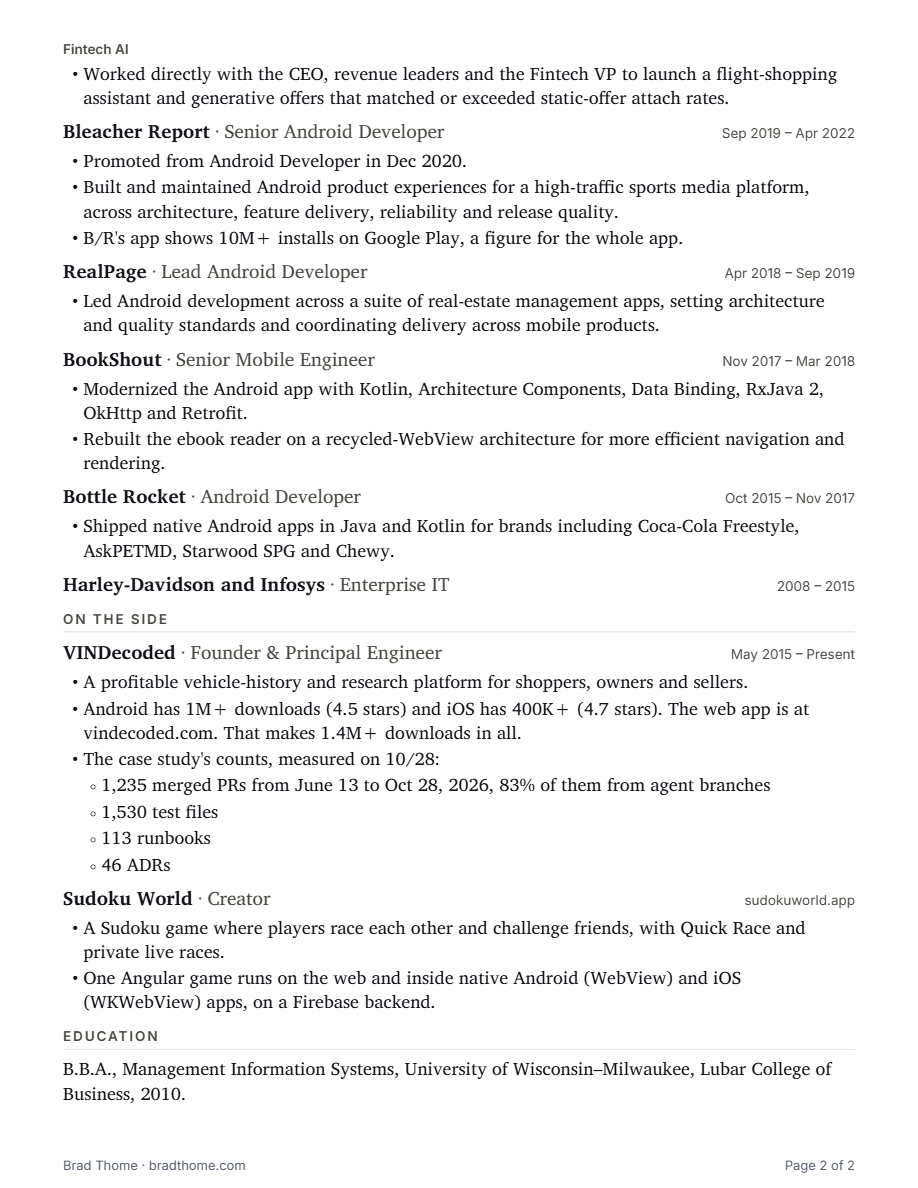 Fintech AI
• Worked directly with the CEO, revenue leaders and the Fintech VP to launch a flight-shopping
assistant and generative offers that matched or exceeded static-offer attach rates.
Bleacher Report · Senior Android Developer Sep 2019 – Apr 2022
• Promoted from Android Developer in Dec 2020.
• Built and maintained Android product experiences for a high-traffic sports media platform,
across architecture, feature delivery, reliability and release quality.
• B/R's app shows 10M+ installs on Google Play, a figure for the whole app.
RealPage · Lead Android Developer Apr 2018 – Sep 2019
• Led Android development across a suite of real-estate management apps, setting architecture
and quality standards and coordinating delivery across mobile products.
BookShout · Senior Mobile Engineer Nov 2017 – Mar 2018
• Modernized the Android app with Kotlin, Architecture Components, Data Binding, RxJava 2,
OkHttp and Retrofit.
• Rebuilt the ebook reader on a recycled-WebView architecture for more efficient navigation and
rendering.
Bottle Rocket · Android Developer Oct 2015 – Nov 2017
• Shipped native Android apps in Java and Kotlin for brands including Coca-Cola Freestyle,
AskPETMD, Starwood SPG and Chewy.
Harley-Davidson and Infosys · Enterprise IT 2008 – 2015
ON THE SIDE
VINDecoded · Founder & Principal Engineer May 2015 – Present
• A profitable vehicle-history and research platform for shoppers, owners and sellers.
• Android has 1M+ downloads (4.5 stars) and iOS has 400K+ (4.7 stars). The web app is at
vindecoded.com. That makes 1.4M+ downloads in all.
• The case study's counts, measured on 10/28:
◦ 1,235 merged PRs from June 13 to Oct 28, 2026, 83% of them from agent branches
◦ 1,530 test files
◦ 113 runbooks
◦ 46 ADRs
Sudoku World · Creator sudokuworld.app
• A Sudoku game where players race each other and challenge friends, with Quick Race and
private live races.
• One Angular game runs on the web and inside native Android (WebView) and iOS
(WKWebView) apps, on a Firebase backend.
EDUCATION
B.B.A., Management Information Systems, University of Wisconsin–Milwaukee, Lubar College of
Business, 2010.
Brad Thome · bradthome.com Page 2 of 2